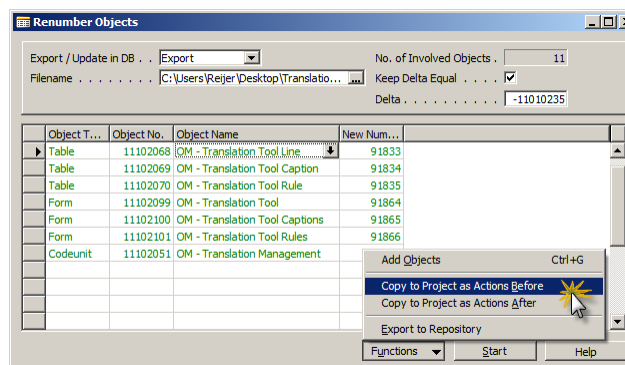 Renumber Objects
Export / Update in DB . . Export
No. of Involved Objects . 11
Filename . . . . . . . . C:\Users\Reijer\Desktop\Translatio... ...
Keep Delta Equal . . . .
Delta . . . . . . . . . . -11010235
Object T... Object No. Object Name New Num...
Table 11102068 OM - Translation Tool Line 91833
Table 11102069 OM - Translation Tool Caption 91834
Table 11102070 OM - Translation Tool Rule 91835
Form 11102099 OM - Translation Tool 91864
Form 11102100 OM - Translation Tool Captions 91865
Form 11102101 OM - Translation Tool Rules 91866
Codeunit 11102051 OM - Translation Management
Add Objects Ctrl+G
Copy to Project as Actions Before
Copy to Project as Actions After
Export to Repository
Functions Start Help